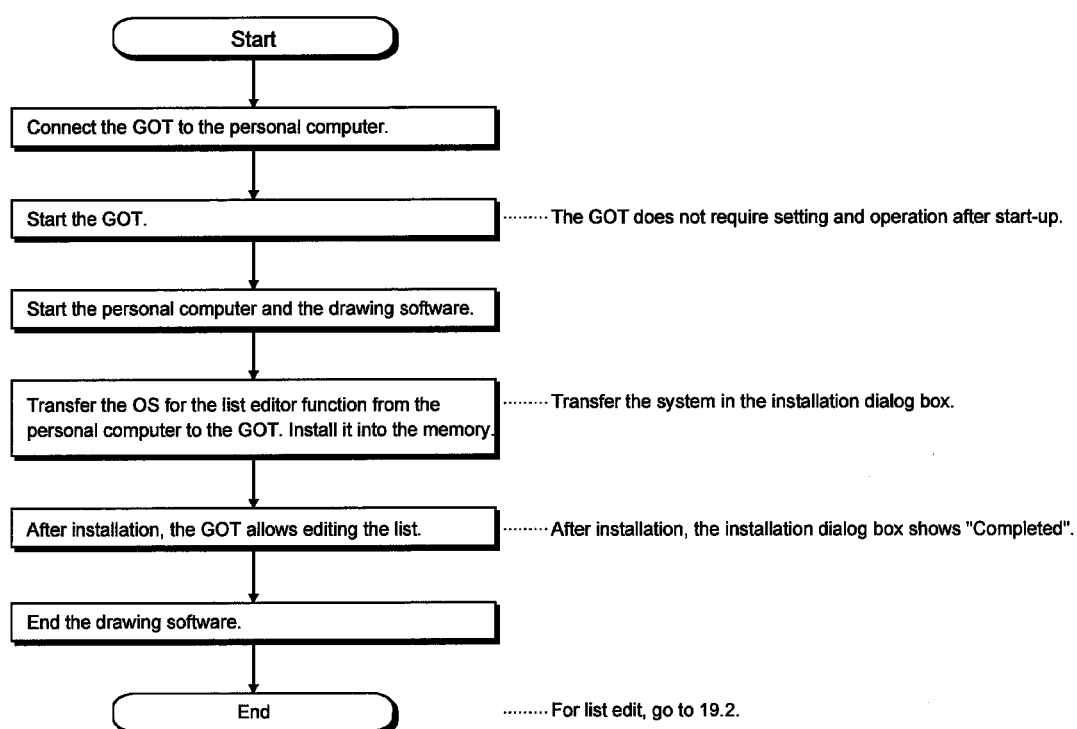 Start
Connect the GOT to the personal computer.
Start the GOT.
········· The GOT does not require setting and operation after start-up.
Start the personal computer and the drawing software.
Transfer the OS for the list editor function from the
personal computer to the GOT. Install it into the memory.
········· Transfer the system in the installation dialog box.
After installation, the GOT allows editing the list.
········· After installation, the installation dialog box shows "Completed".
End the drawing software.
End
········· For list edit, go to 19.2.